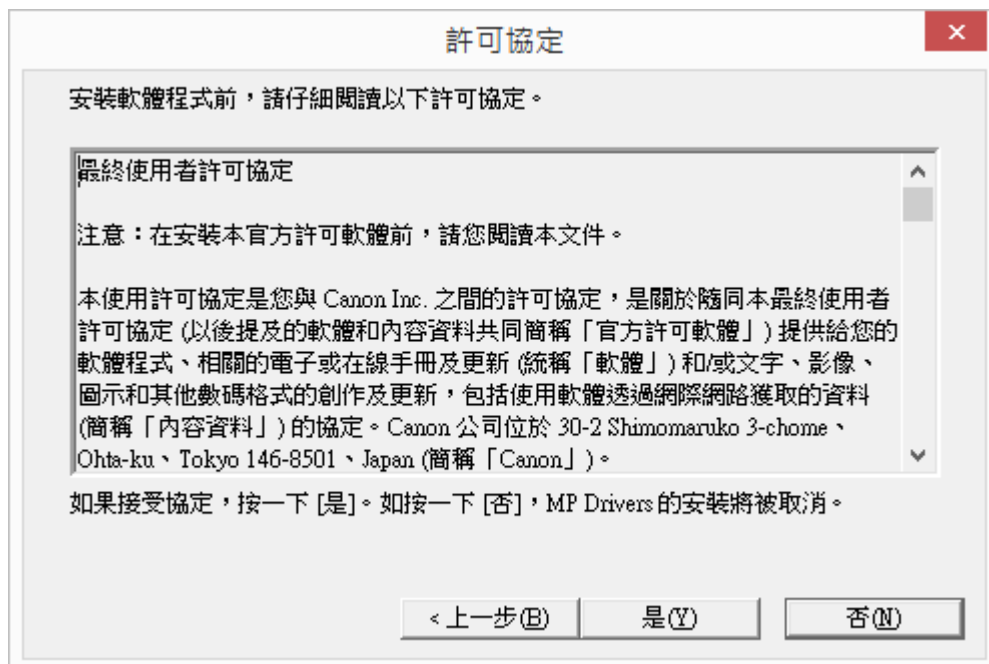 許可協定
安裝軟體程式前，請仔細閱讀以下許可協定。
最終使用者許可協定
注意：在安裝本官方許可軟體前，請您閱讀本文件。
本使用許可協定是您與 Canon Inc. 之間的許可協定，是關於隨同本最終使用者
許可協定 (以後提及的軟體和內容資料共同簡稱「官方許可軟體」) 提供給您的
軟體程式、相關的電子或在線手冊及更新 (統稱「軟體」) 和/或文字、影像、
圖示和其他數碼格式的創作及更新，包括使用軟體透過網際網路獲取的資料
(簡稱「內容資料」) 的協定。Canon 公司位於 30-2 Shimomaruko 3-chome、
Ohta-ku、Tokyo 146-8501、Japan (簡稱「Canon」)。
如果接受協定，按一下 [是]。如按一下 [否]，MP Drivers 的安裝將被取消。
<上一步(B) 是(Y) 否(N)